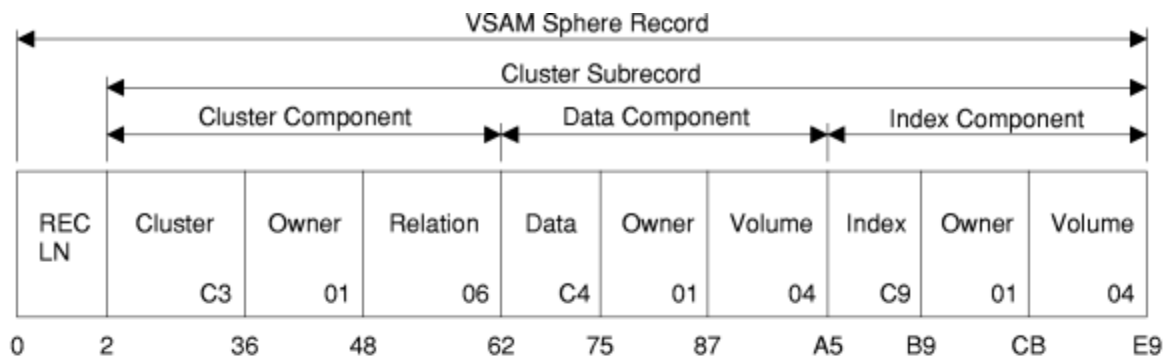 VSAM Sphere Record
Cluster Subrecord
Cluster Component Data Component Index Component
REC Cluster Owner Relation Data Owner Volume Index Owner Volume
LN
C3 01 06 C4 01 04 C9 01 04
0 2 36 48 62 75 87 A5 B9 CB E9